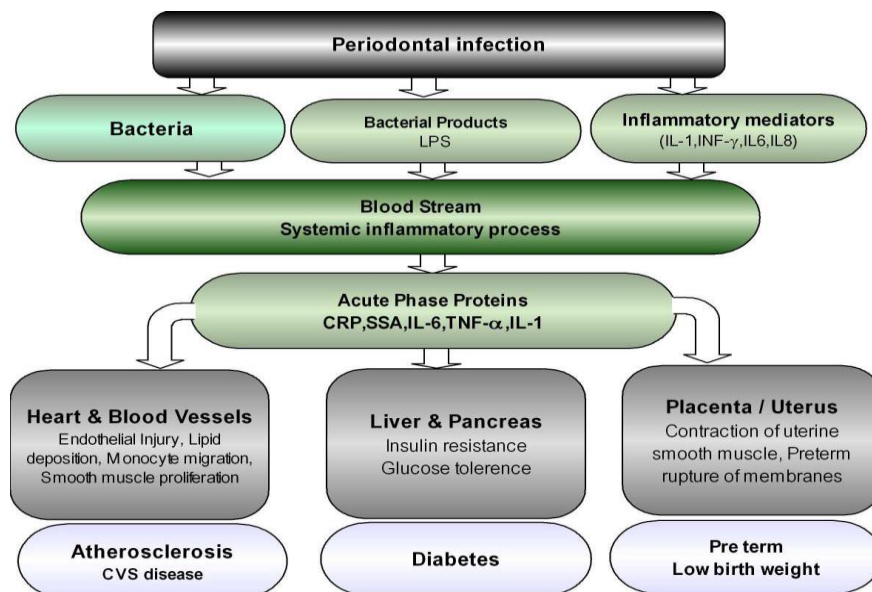 Periodontal infection
Bacteria
Bacterial Products
LPS
Inflammatory mediators
(IL-1,INF-γ,IL6,IL8)
Blood Stream
Systemic inflammatory process
Acute Phase Proteins
CRP,SSA,IL-6,TNF-α,IL-1
Heart & Blood Vessels
Endothelial Injury, Lipid
deposition, Monocyte migration,
Smooth muscle proliferation
Liver & Pancreas
Insulin resistance
Glucose tolerence
Placenta / Uterus
Contraction of uterine
smooth muscle, Preterm
rupture of membranes
Atherosclerosis
CVS disease
Diabetes
Pre term
Low birth weight